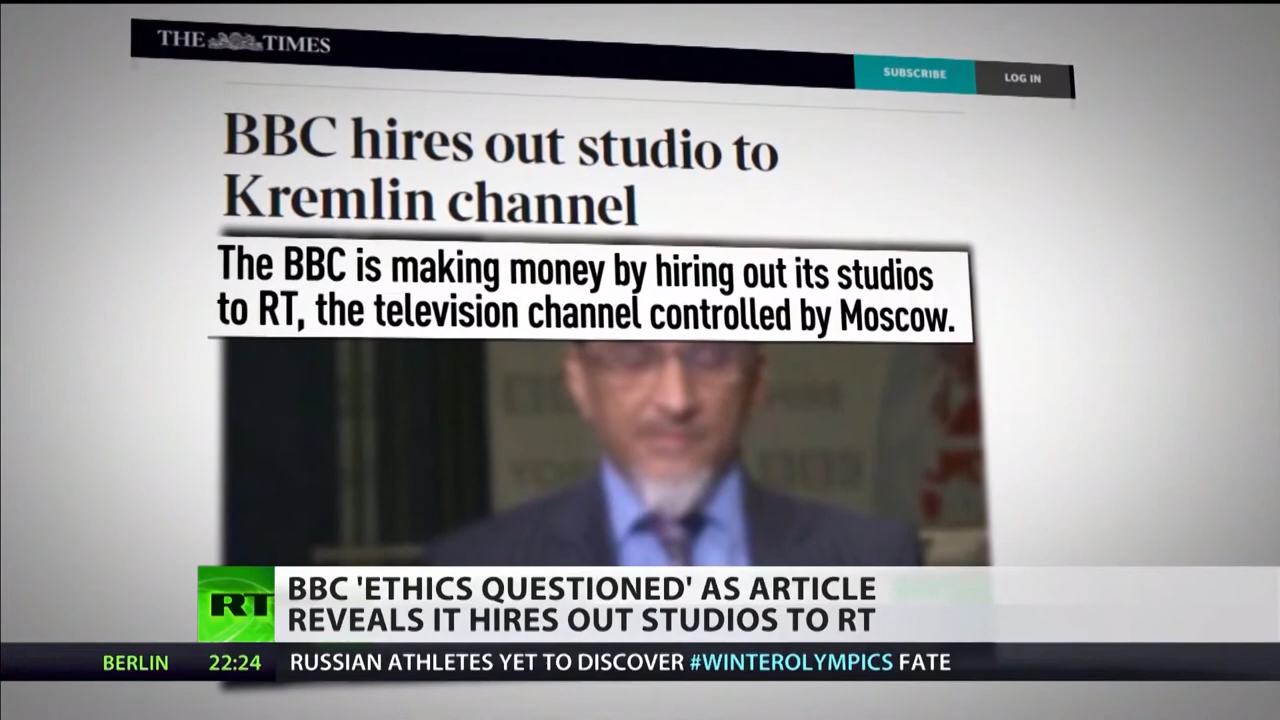 THE TIMES
SUBSCRIBE
LOG IN
BBC hires out studio to
Kremlin channel
The BBC is making money by hiring out its studios
to RT, the television channel controlled by Moscow.
RT
BBC 'ETHICS QUESTIONED' AS ARTICLE
REVEALS IT HIRES OUT STUDIOS TO RT
BERLIN 22:24 RUSSIAN ATHLETES YET TO DISCOVER #WINTEROLYMPICS FATE